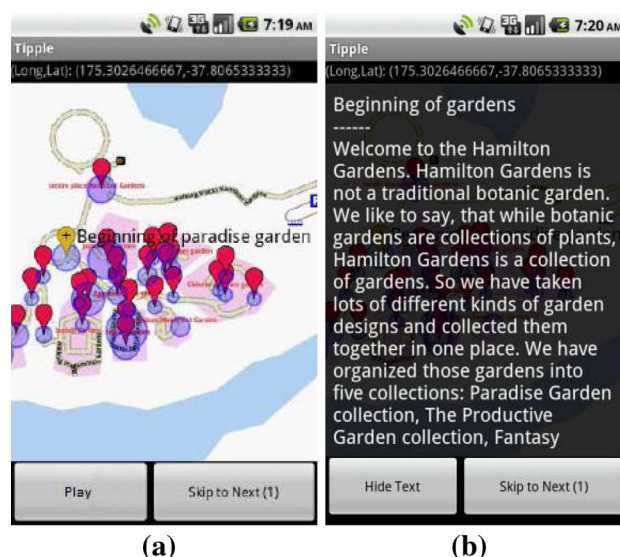 3G 7:19 AM
Tipple
(Long,Lat): (175.3026466667,-37.8065333333)
Beginning of paradise garden
Play
Skip to Next (1)
(a)
3G 7:20 AM
Tipple
(Long,Lat): (175.3026466667,-37.8065333333)
Beginning of gardens
------
Welcome to the Hamilton
Gardens. Hamilton Gardens is
not a traditional botanic garden.
We like to say, that while botanic
gardens are collections of plants,
Hamilton Gardens is a collection
of gardens. So we have taken
lots of different kinds of garden
designs and collected them
together in one place. We have
organized those gardens into
five collections: Paradise Garden
collection, The Productive
Garden collection, Fantasy
Hide Text
Skip to Next (1)
(b)